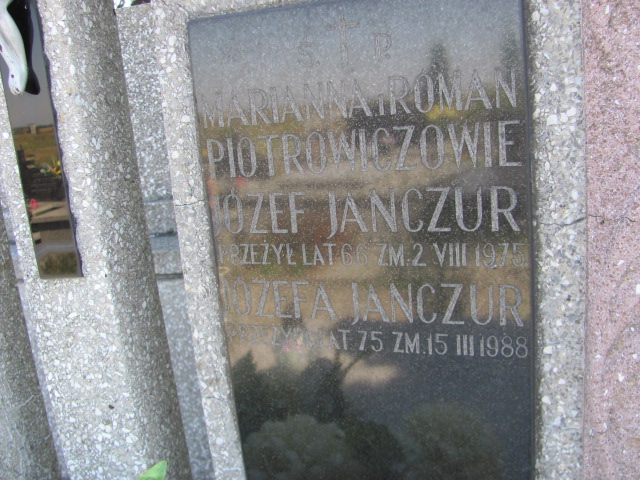 S. P.
MARIANNA i ROMAN
PIOTROWICZOWIE
JÓZEF JANCZUR
PRZEŻYŁ LAT 66 ZM. 2 VIII 1975
JÓZEFA JANCZUR
PRZEŻYŁA LAT 75 ZM. 15 III 1988